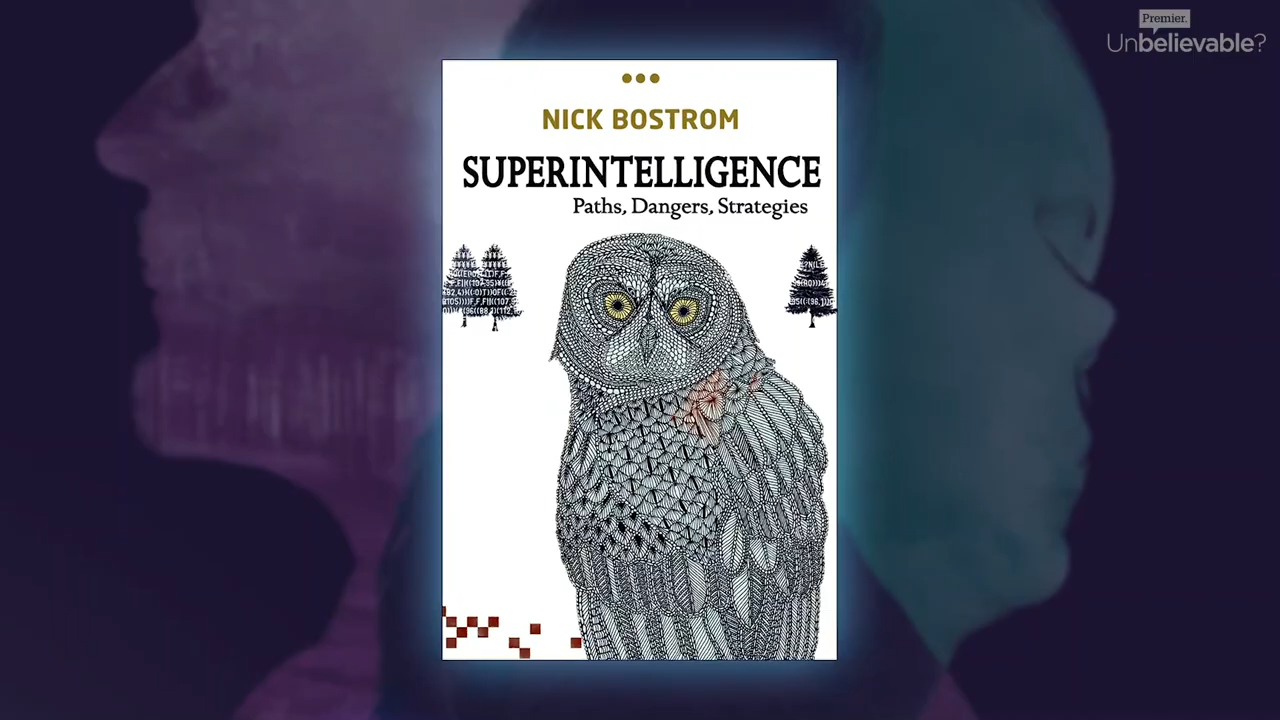 Premier.
Unbelievable?
NICK BOSTROM
SUPERINTELLIGENCE
Paths, Dangers, Strategies